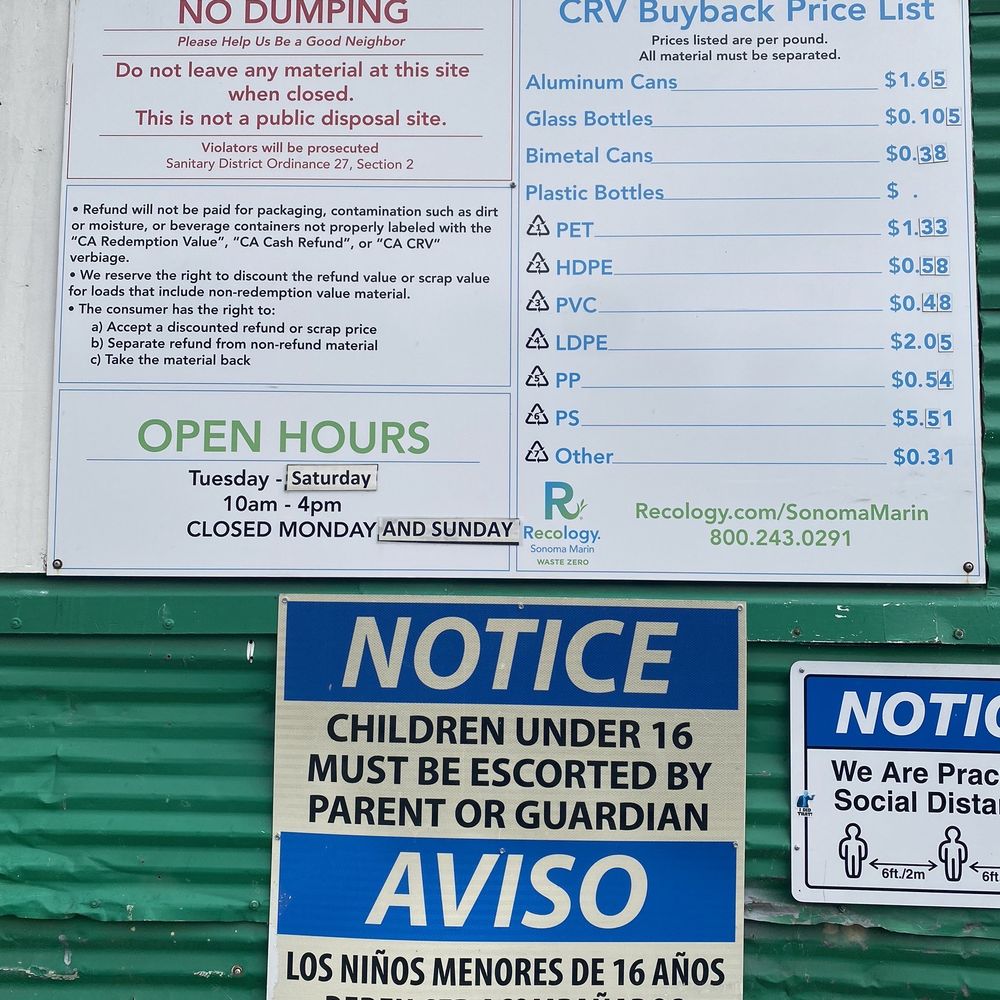 NO DUMPING
Please Help Us Be a Good Neighbor
Do not leave any material at this site
when closed.
This is not a public disposal site.
Violators will be prosecuted
Sanitary District Ordinance 27, Section 2
• Refund will not be paid for packaging, contamination such as dirt
or moisture, or beverage containers not properly labeled with the
“CA Redemption Value”, “CA Cash Refund”, or “CA CRV”
verbiage.
• We reserve the right to discount the refund value or scrap value
for loads that include non-redemption value material.
• The consumer has the right to:
a) Accept a discounted refund or scrap price
b) Separate refund from non-refund material
c) Take the material back
OPEN HOURS
Tuesday - Saturday
10am - 4pm
CLOSED MONDAY AND SUNDAY
CRV Buyback Price List
Prices listed are per pound.
All material must be separated.
Aluminum Cans $1.65
Glass Bottles $0.105
Bimetal Cans $0.38
Plastic Bottles $ .
1 PET $1.33
2 HDPE $0.58
3 PVC $0.48
4 LDPE $2.05
5 PP $0.54
6 PS $5.51
7 Other $0.31
R
Recology.
Sonoma Marin
WASTE ZERO
Recology.com/SonomaMarin
800.243.0291
NOTICE
CHILDREN UNDER 16
MUST BE ESCORTED BY
PARENT OR GUARDIAN
AVISO
LOS NIÑOS MENORES DE 16 AÑOS
DEBEN SER ACOMPAÑADOS
NOTIC
We Are Prac
Social Dista
I DID
THAT!
6ft./2m
6ft.